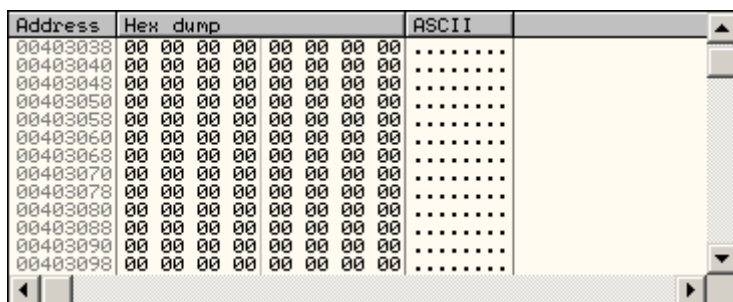 Address Hex dump ASCII
00403038 00 00 00 00 00 00 00 00 ........
00403040 00 00 00 00 00 00 00 00 ........
00403048 00 00 00 00 00 00 00 00 ........
00403050 00 00 00 00 00 00 00 00 ........
00403058 00 00 00 00 00 00 00 00 ........
00403060 00 00 00 00 00 00 00 00 ........
00403068 00 00 00 00 00 00 00 00 ........
00403070 00 00 00 00 00 00 00 00 ........
00403078 00 00 00 00 00 00 00 00 ........
00403080 00 00 00 00 00 00 00 00 ........
00403088 00 00 00 00 00 00 00 00 ........
00403090 00 00 00 00 00 00 00 00 ........
00403098 00 00 00 00 00 00 00 00 ........